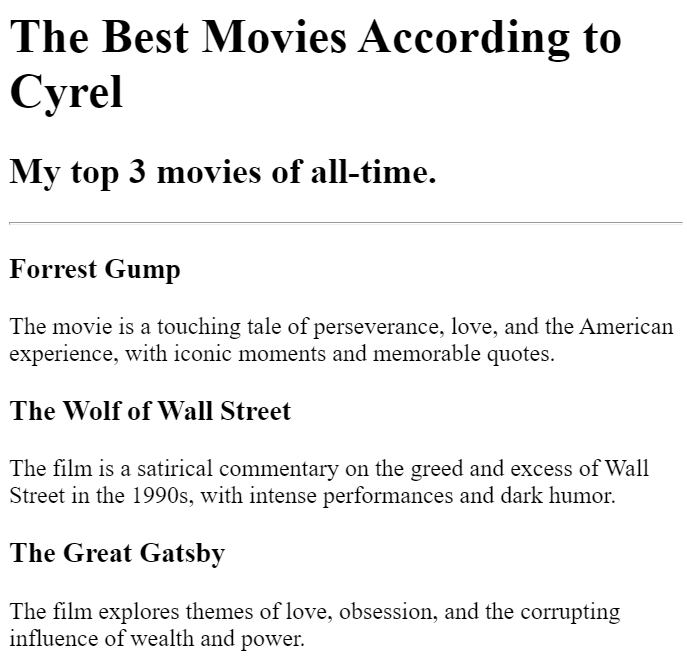 The Best Movies According to
Cyrel
My top 3 movies of all-time.
Forrest Gump
The movie is a touching tale of perseverance, love, and the American
experience, with iconic moments and memorable quotes.
The Wolf of Wall Street
The film is a satirical commentary on the greed and excess of Wall
Street in the 1990s, with intense performances and dark humor.
The Great Gatsby
The film explores themes of love, obsession, and the corrupting
influence of wealth and power.